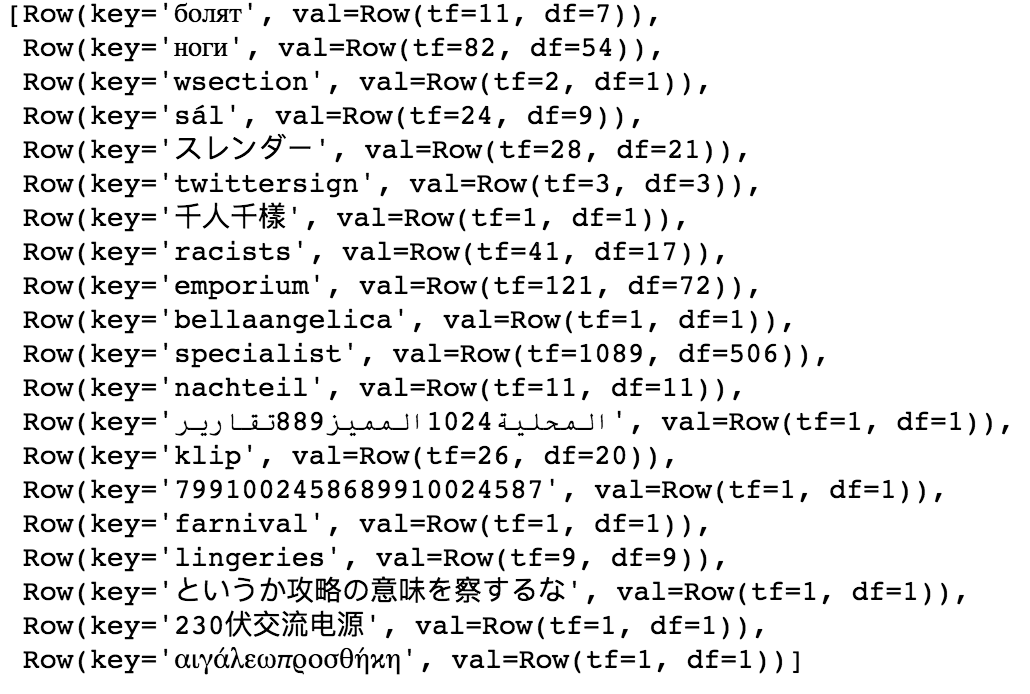 [Row(key='болят', val=Row(tf=11, df=7)),
Row(key='ноги', val=Row(tf=82, df=54)),
Row(key='wsection', val=Row(tf=2, df=1)),
Row(key='sál', val=Row(tf=24, df=9)),
Row(key='スレンダー', val=Row(tf=28, df=21)),
Row(key='twittersign', val=Row(tf=3, df=3)),
Row(key='千人千樣', val=Row(tf=1, df=1)),
Row(key='racists', val=Row(tf=41, df=17)),
Row(key='emporium', val=Row(tf=121, df=72)),
Row(key='bellaangelica', val=Row(tf=1, df=1)),
Row(key='specialist', val=Row(tf=1089, df=506)),
Row(key='nachteil', val=Row(tf=11, df=11)),
Row(key='المحلية1024المميز889تقارير', val=Row(tf=1, df=1)),
Row(key='klip', val=Row(tf=26, df=20)),
Row(key='7991002458689910024587', val=Row(tf=1, df=1)),
Row(key='farnival', val=Row(tf=1, df=1)),
Row(key='lingeries', val=Row(tf=9, df=9)),
Row(key='というか攻略の意味を察するな', val=Row(tf=1, df=1)),
Row(key='230伏交流电源', val=Row(tf=1, df=1)),
Row(key='αιγάλεωπροσθήκη', val=Row(tf=1, df=1))]